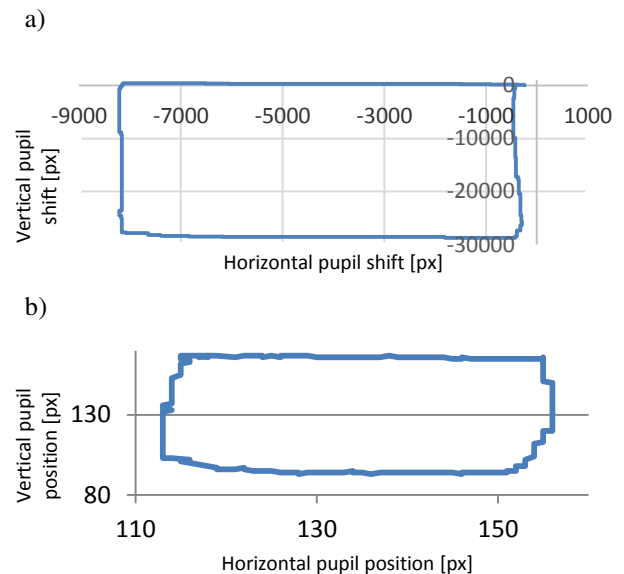 a)
0
-9000 -7000 -5000 -3000 -1000 1000
-10000
-20000
-30000
Vertical pupil
shift [px]
Horizontal pupil shift [px]
b)
130
80
Vertical pupil
position [px]
110 130 150
Horizontal pupil position [px]